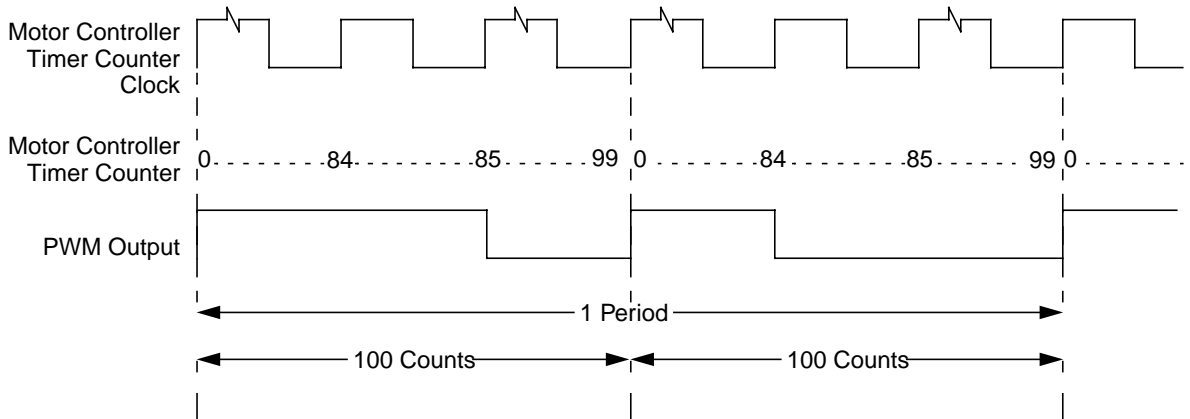 Motor Controller
Timer Counter
Clock
Motor Controller
Timer Counter
0 84 85 99 0 84 85 99 0
PWM Output
1 Period
100 Counts 100 Counts